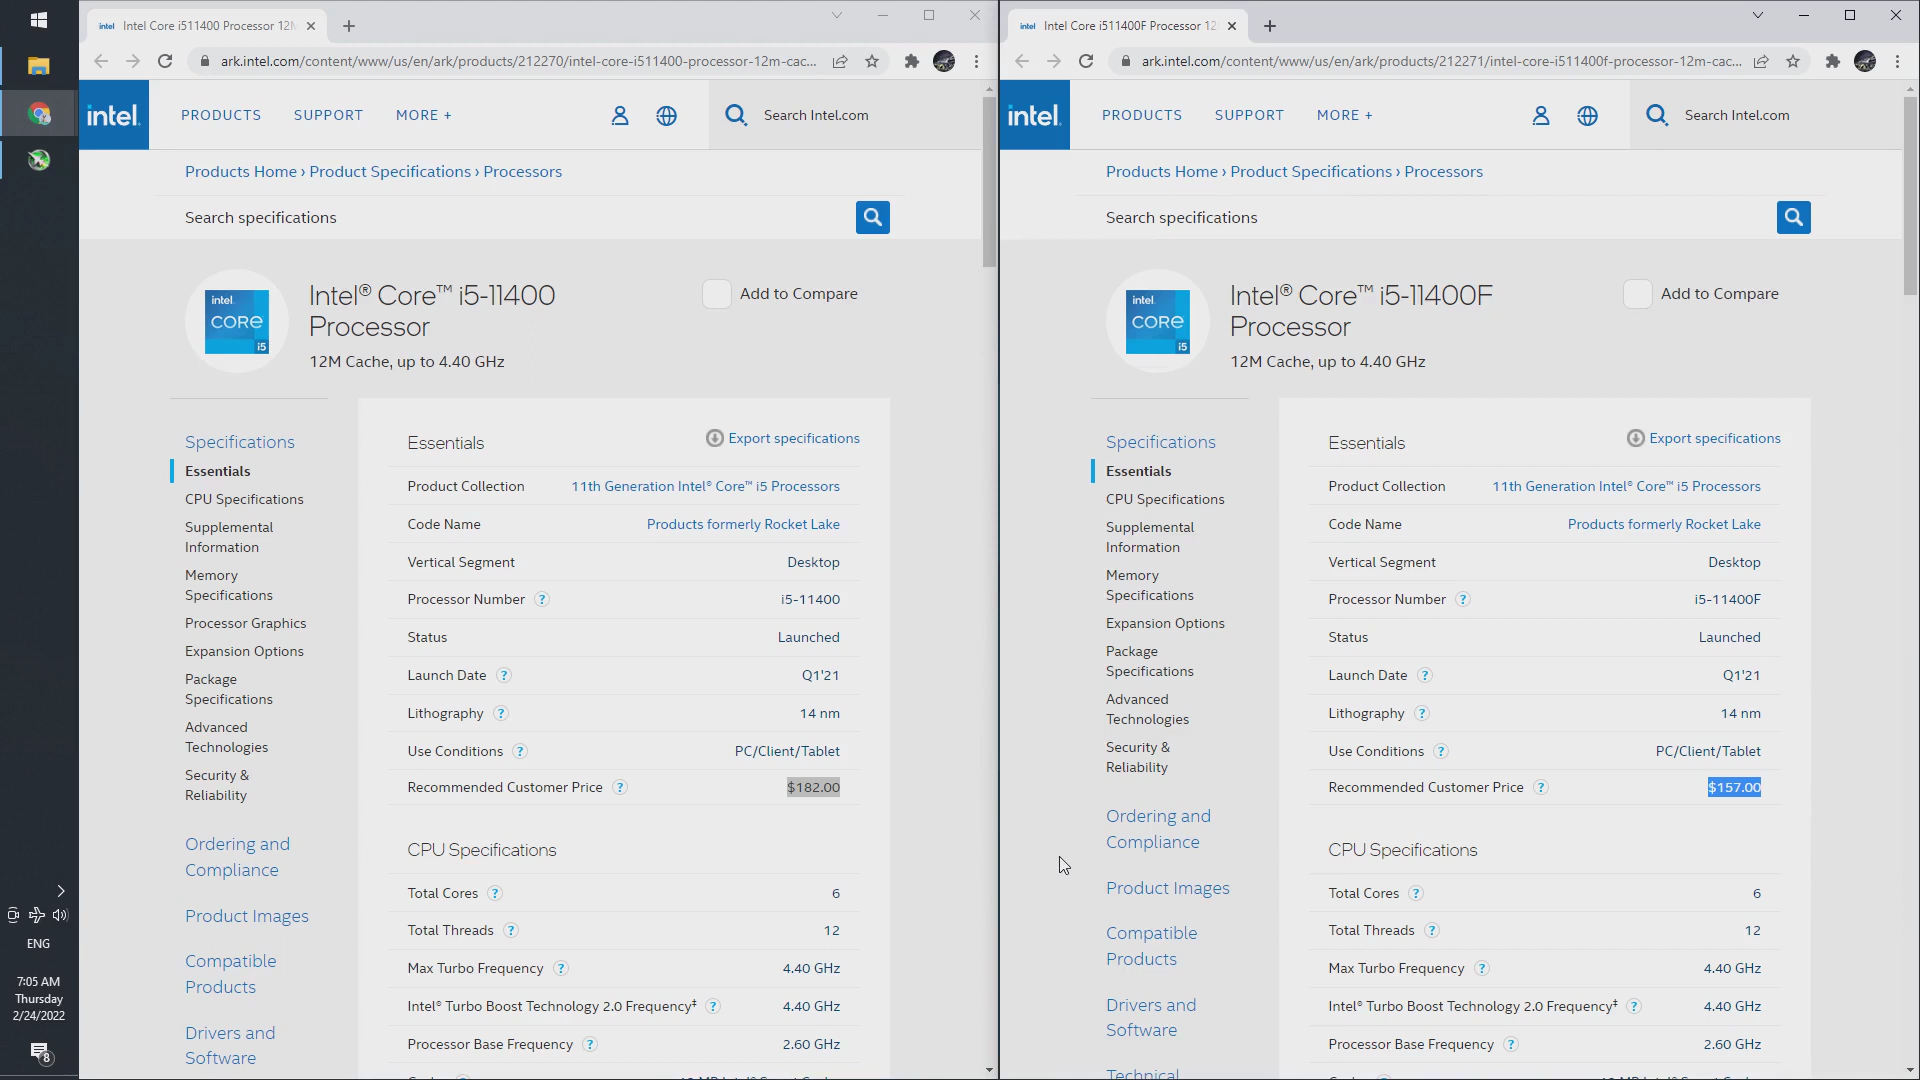 Intel Core i511400 Processor 12M
ark.intel.com/content/www/us/en/ark/products/212270/intel-core-i511400-processor-12m-cac...
intel.
PRODUCTS
SUPPORT
MORE +
Search Intel.com
Products Home › Product Specifications › Processors
Search specifications
intel.
CORE
i5
Intel® Core™ i5-11400
Processor
12M Cache, up to 4.40 GHz
Add to Compare
Specifications
Essentials
CPU Specifications
Supplemental
Information
Memory
Specifications
Processor Graphics
Expansion Options
Package
Specifications
Advanced
Technologies
Security &
Reliability
Ordering and
Compliance
Product Images
Compatible
Products
Drivers and
Software
Essentials
Export specifications
Product Collection 11th Generation Intel® Core™ i5 Processors
Code Name Products formerly Rocket Lake
Vertical Segment Desktop
Processor Number ? i5-11400
Status Launched
Launch Date ? Q1'21
Lithography ? 14 nm
Use Conditions ? PC/Client/Tablet
Recommended Customer Price ? $182.00
CPU Specifications
Total Cores ? 6
Total Threads ? 12
Max Turbo Frequency ? 4.40 GHz
Intel® Turbo Boost Technology 2.0 Frequency‡ ? 4.40 GHz
Processor Base Frequency ? 2.60 GHz
Intel Core i511400F Processor 12
ark.intel.com/content/www/us/en/ark/products/212271/intel-core-i511400f-processor-12m-cac...
intel.
PRODUCTS
SUPPORT
MORE +
Search Intel.com
Products Home › Product Specifications › Processors
Search specifications
intel.
CORE
i5
Intel® Core™ i5-11400F
Processor
12M Cache, up to 4.40 GHz
Add to Compare
Specifications
Essentials
CPU Specifications
Supplemental
Information
Memory
Specifications
Expansion Options
Package
Specifications
Advanced
Technologies
Security &
Reliability
Ordering and
Compliance
Product Images
Compatible
Products
Drivers and
Software
Technical
Essentials
Export specifications
Product Collection 11th Generation Intel® Core™ i5 Processors
Code Name Products formerly Rocket Lake
Vertical Segment Desktop
Processor Number ? i5-11400F
Status Launched
Launch Date ? Q1'21
Lithography ? 14 nm
Use Conditions ? PC/Client/Tablet
Recommended Customer Price ? $157.00
CPU Specifications
Total Cores ? 6
Total Threads ? 12
Max Turbo Frequency ? 4.40 GHz
Intel® Turbo Boost Technology 2.0 Frequency‡ ? 4.40 GHz
Processor Base Frequency ? 2.60 GHz
ENG
7:05 AM
Thursday
2/24/2022
8